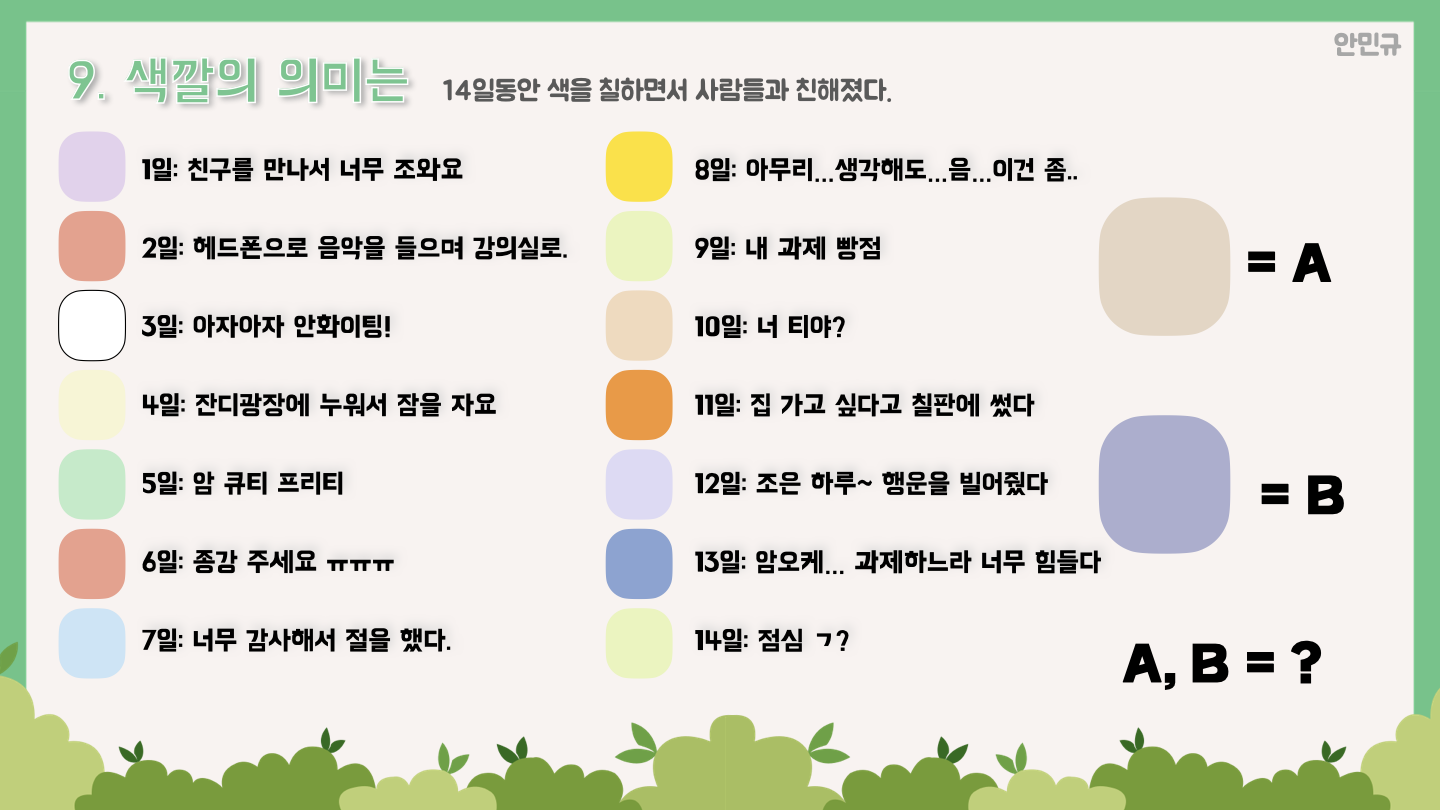 안민규
9. 색깔의 의미는
14일동안 색을 칠하면서 사람들과 친해졌다.
1일: 친구를 만나서 너무 조와요
2일: 헤드폰으로 음악을 들으며 강의실로.
3일: 아자아자 안화이팅!
4일: 잔디광장에 누워서 잠을 자요
5일: 암 큐티 프리티
6일: 종강 주세요 ㅠㅠㅠ
7일: 너무 감사해서 절을 했다.
8일: 아무리...생각해도...음...이건 좀..
9일: 내 과제 빵점
10일: 너 티야?
11일: 집 가고 싶다고 칠판에 썼다
12일: 조은 하루~ 행운을 빌어줬다
13일: 암오케... 과제하느라 너무 힘들다
14일: 점심 ㄱ?
= A
= B
A, B = ?